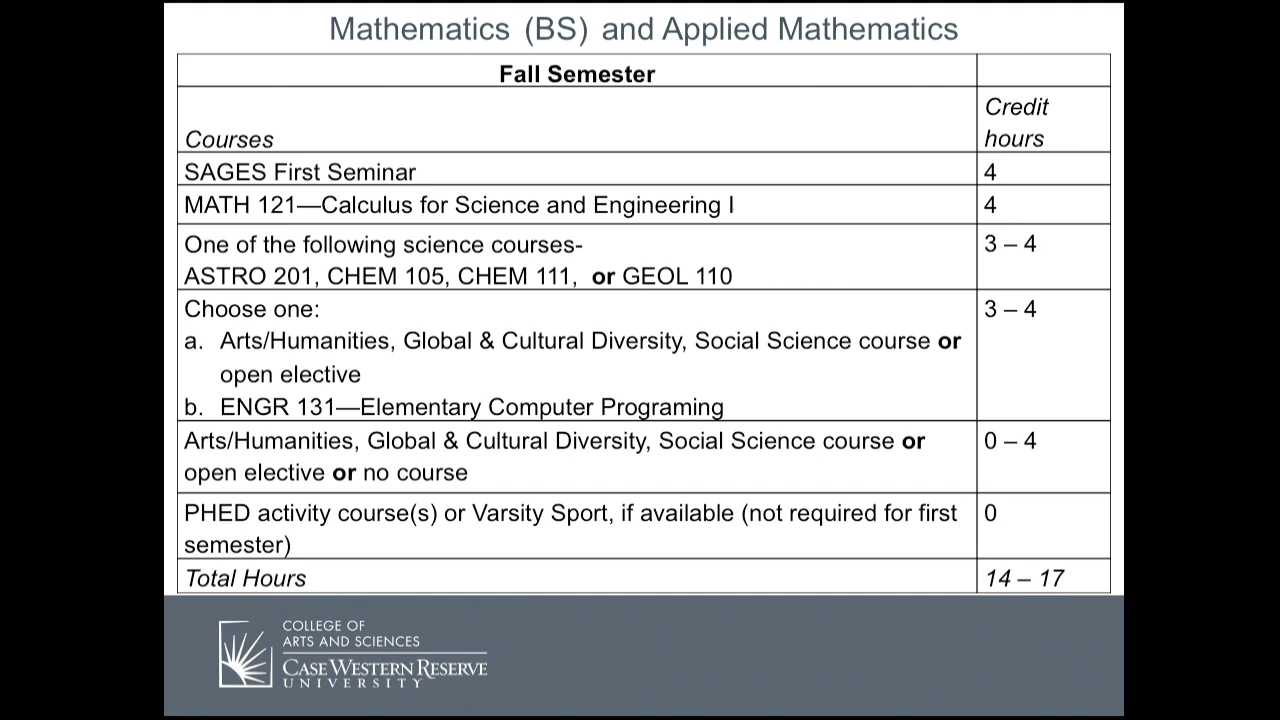 Mathematics (BS) and Applied Mathematics
Fall Semester
Courses
Credit
hours
SAGES First Seminar
4
MATH 121—Calculus for Science and Engineering I
4
One of the following science courses-
ASTRO 201, CHEM 105, CHEM 111, or GEOL 110
3 – 4
Choose one:
a. Arts/Humanities, Global & Cultural Diversity, Social Science course or
open elective
b. ENGR 131—Elementary Computer Programing
3 – 4
Arts/Humanities, Global & Cultural Diversity, Social Science course or
open elective or no course
0 – 4
PHED activity course(s) or Varsity Sport, if available (not required for first
semester)
0
Total Hours
14 – 17
COLLEGE OF
ARTS AND SCIENCES
CASE WESTERN RESERVE
UNIVERSITY